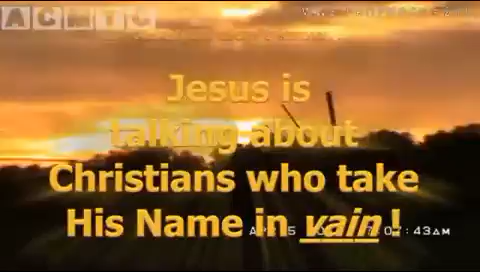 ACMTC
Jesus is
talking about
Christians who take
His Name in vain !